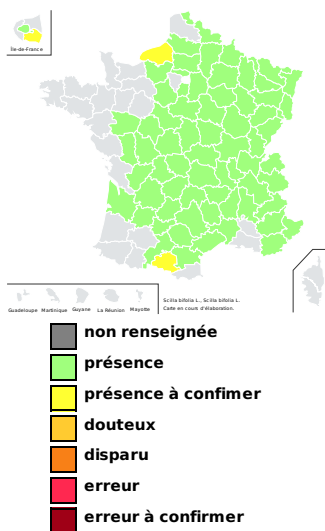 Île-de-France
Guadeloupe Martinique Guyane La Réunion Mayotte
Scilla bifolia L., Scilla bifolia L.
Carte en cours d'élaboration.
non renseignée
présence
présence à confimer
douteux
disparu
erreur
erreur à confirmer